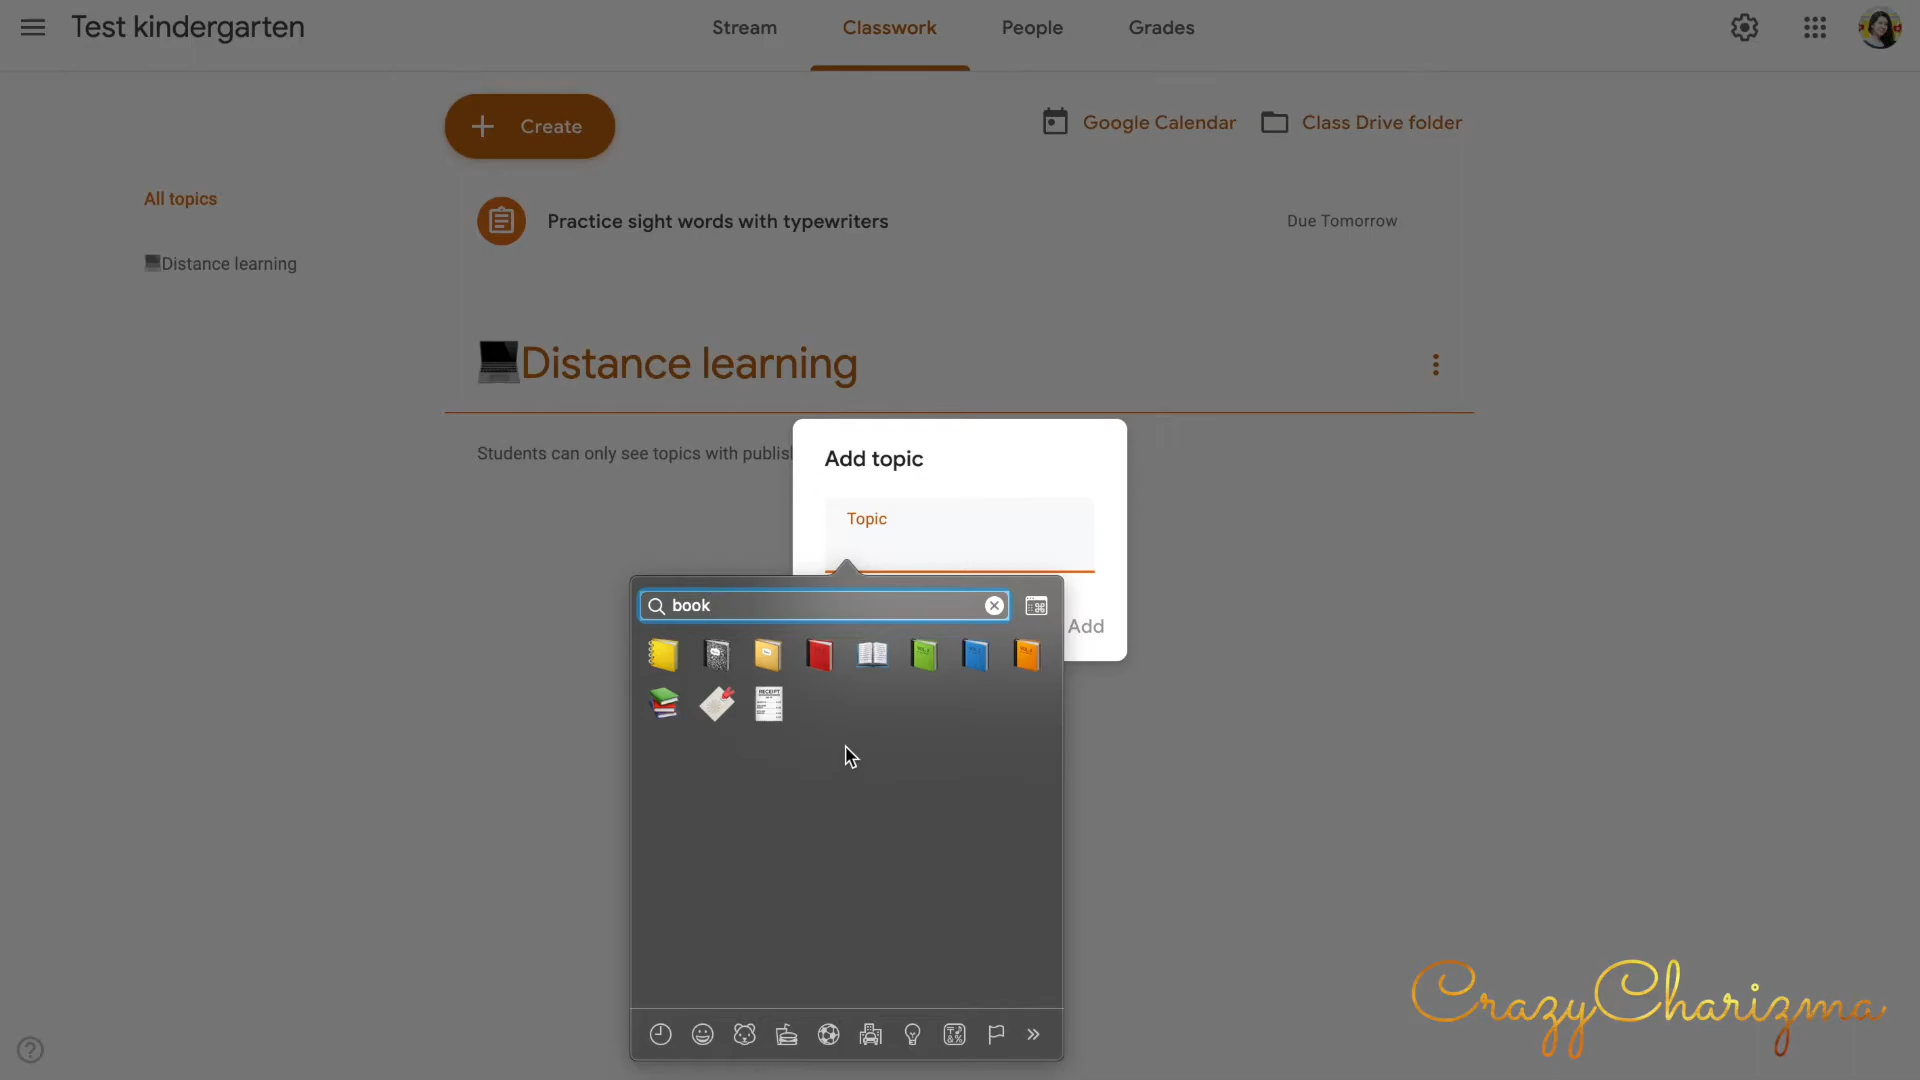 Test kindergarten
Stream
Classwork
People
Grades
Create
Google Calendar
Class Drive folder
All topics
Practice sight words with typewriters
Due Tomorrow
Distance learning
Distance learning
Students can only see topics with publis
Add topic
Topic
book
Add
RECEIPT
CrazyCharizma